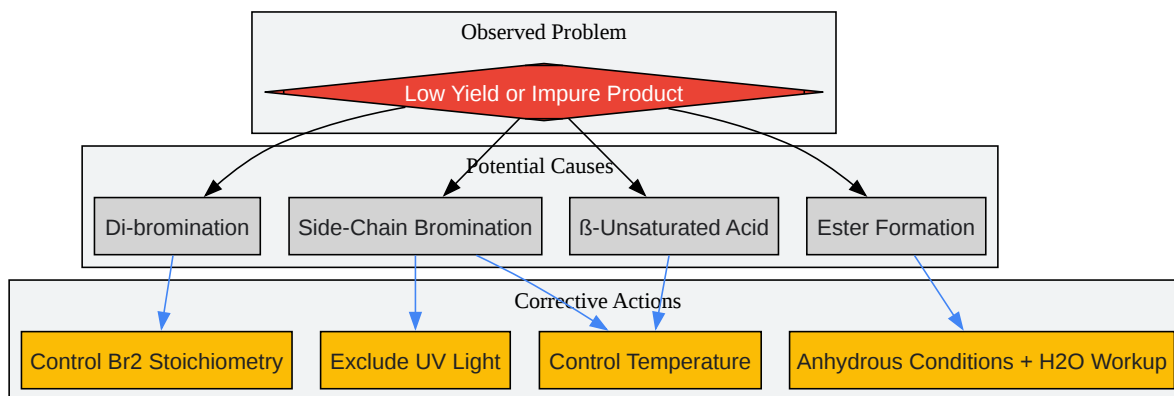 Observed Problem
Low Yield or Impure Product
Potential Causes
Di-bromination
Side-Chain Bromination
ß-Unsaturated Acid
Ester Formation
Corrective Actions
Control Br2 Stoichiometry
Exclude UV Light
Control Temperature
Anhydrous Conditions + H2O Workup